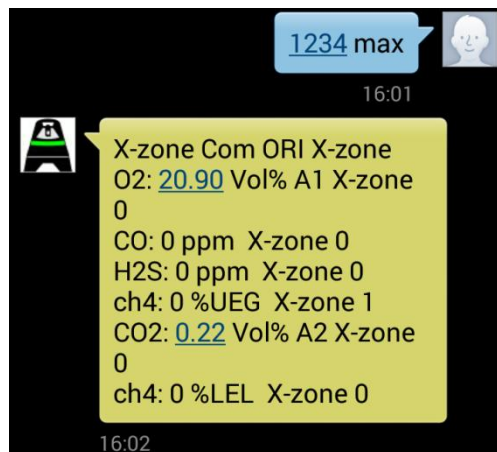 1234 max
16:01
X-zone Com ORI X-zone
O2: 20.90 Vol% A1 X-zone
0
CO: 0 ppm  X-zone 0
H2S: 0 ppm  X-zone 0
ch4: 0 %UEG  X-zone 1
CO2: 0.22 Vol% A2 X-zone
0
ch4: 0 %LEL  X-zone 0
16:02